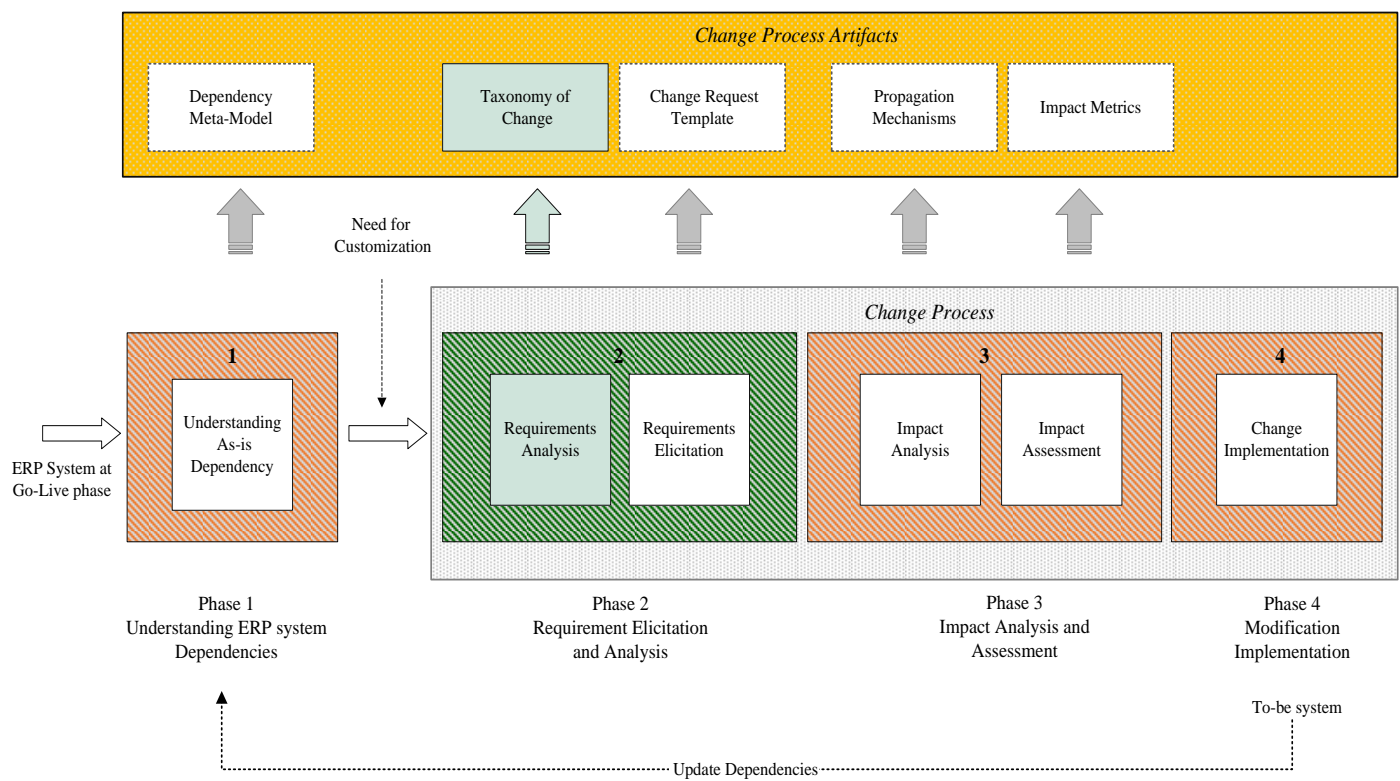 Change Process Artifacts
Dependency
Meta-Model
Taxonomy of
Change
Change Request
Template
Propagation
Mechanisms
Impact Metrics
Need for
Customization
Change Process
1
Understanding
As-is
Dependency
2
Requirements
Analysis
Requirements
Elicitation
3
Impact
Analysis
Impact
Assessment
4
Change
Implementation
ERP System at
Go-Live phase
Phase 1
Understanding ERP system
Dependencies
Phase 2
Requirement Elicitation
and Analysis
Phase 3
Impact Analysis and
Assessment
Phase 4
Modification
Implementation
To-be system
Update Dependencies